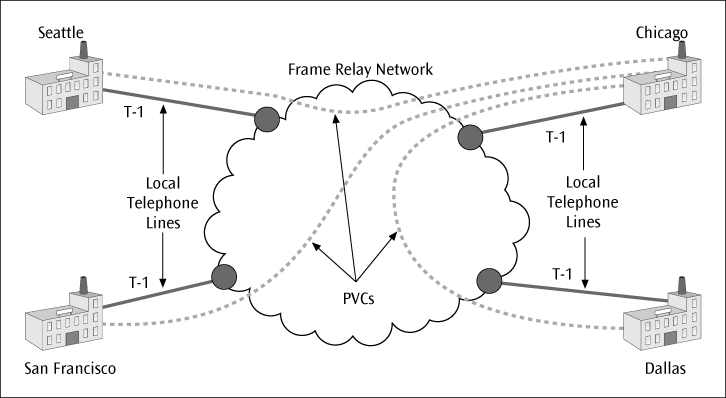 Seattle
Chicago
Frame Relay Network
T-1
T-1
Local
Telephone
Lines
Local
Telephone
Lines
T-1
T-1
PVCs
San Francisco
Dallas